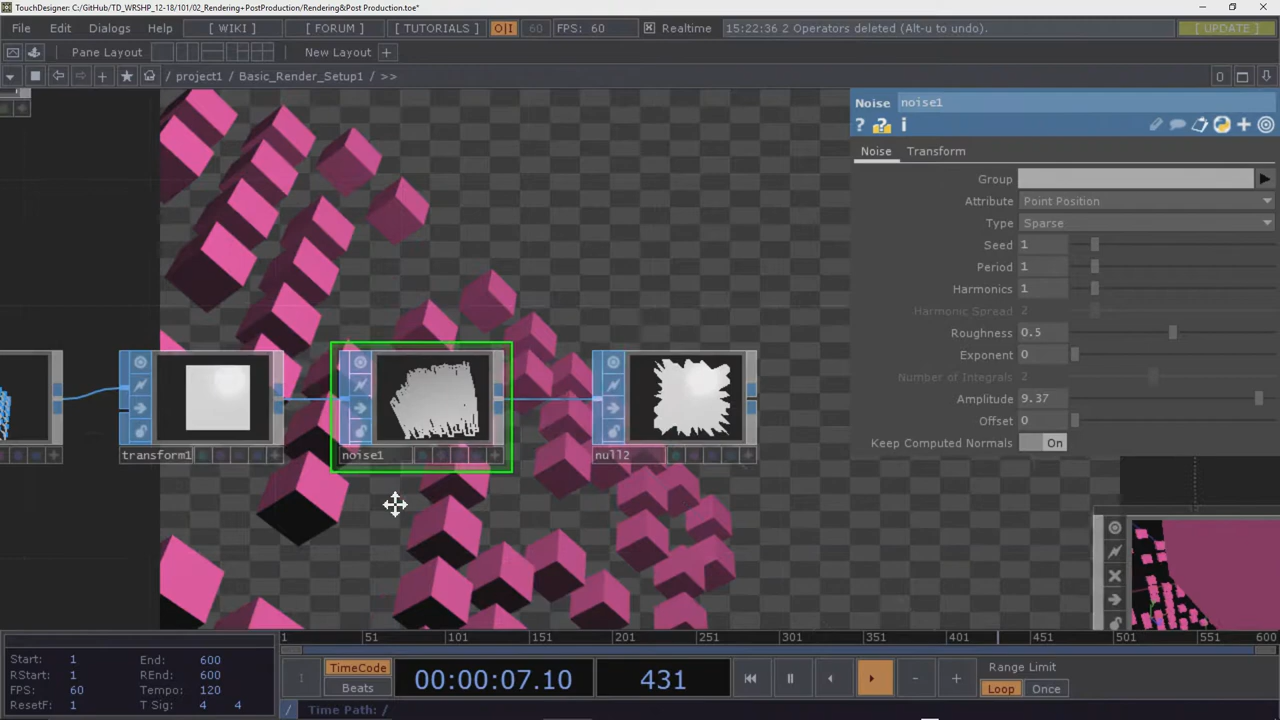 TouchDesigner: C:/GitHub/TD_WRSHP_12-18/101/02_Rendering+PostProduction/Rendering&Post Production.toe*
File Edit Dialogs Help [ WIKI ] [ FORUM ] [ TUTORIALS ] O|I 60 FPS: 60 Realtime 15:22:36 2 Operators deleted (Alt-u to undo). [ UPDATE ]
Pane Layout New Layout +
/ project1 / Basic_Render_Setup1 / >> 0
Noise noise1
? ? i
Noise Transform
Group
Attribute Point Position
Type Sparse
Seed 1
Period 1
Harmonics 1
Harmonic Spread 2
Roughness 0.5
Exponent 0
Number of Integrals 2
Amplitude 9.37
Offset 0
Keep Computed Normals On
transform1 noise1 null2
1 51 101 151 201 251 301 351 401 451 501 551 600
Start: 1 End: 600
RStart: 1 REnd: 600
FPS: 60 Tempo: 120
ResetF: 1 T Sig: 4 4
1 TimeCode Beats 00:00:07.10 431 - + Range Limit
Loop Once
/ Time Path: /